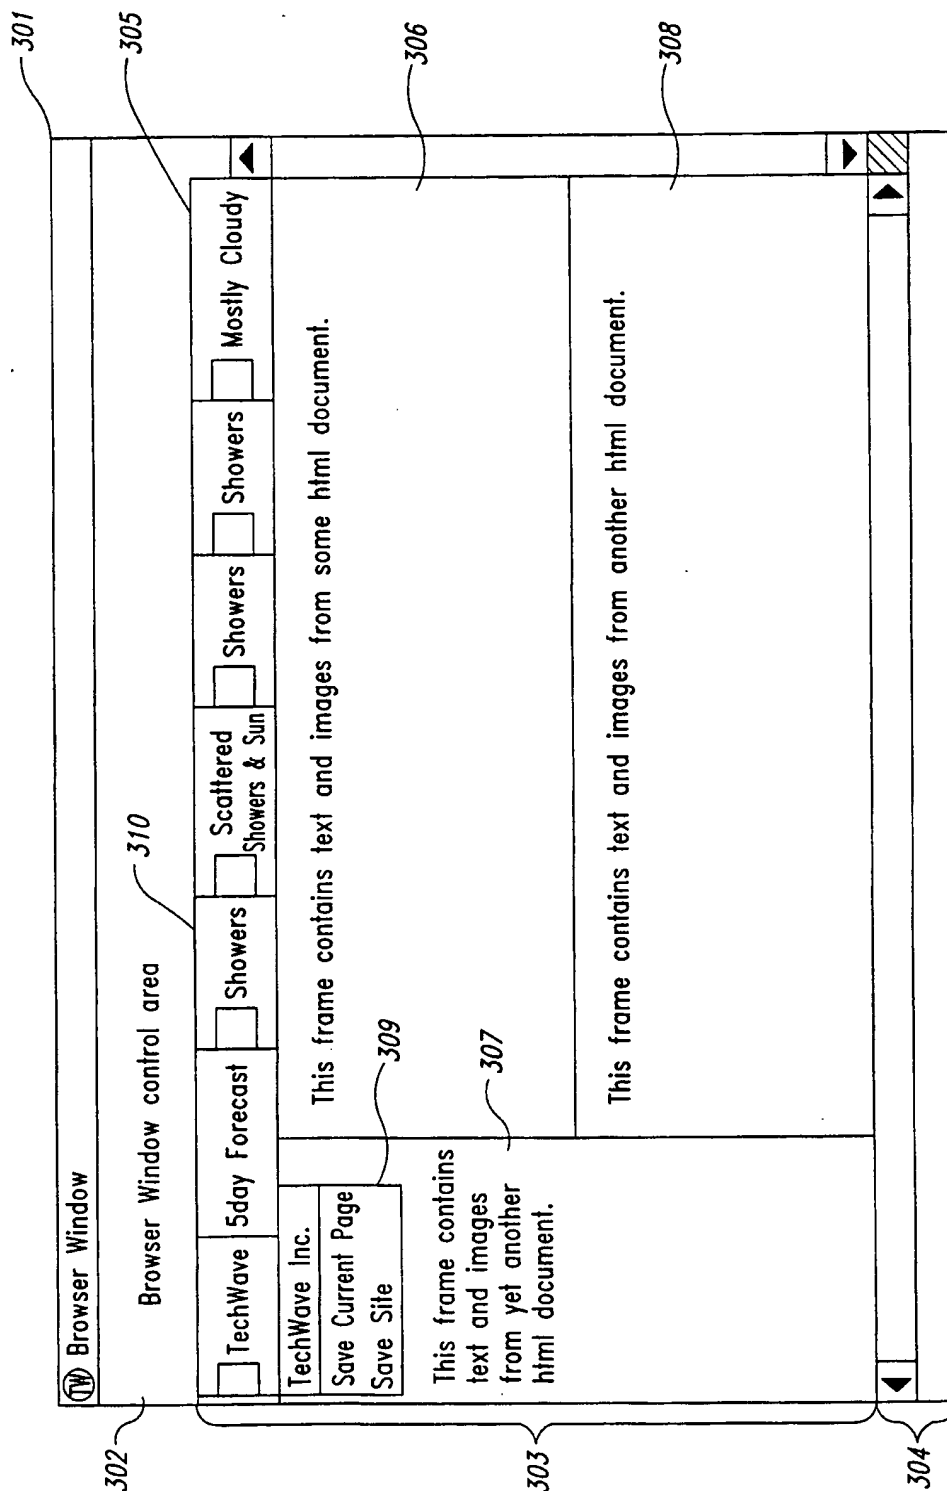 301
TW Browser Window
302
Browser Window control area
310
305
TechWave
5day Forecast
Showers
Scattered
Showers & Sun
Showers
Showers
Mostly Cloudy
TechWave Inc.
Save Current Page
Save Site
309
This frame contains text and images from some html document.
306
This frame contains
text and images
from yet another
html document.
307
303
This frame contains text and images from another html document.
308
304